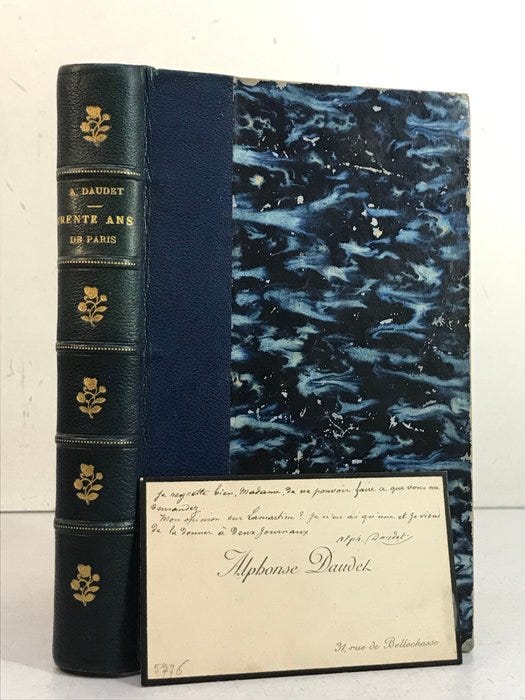 A. DAUDET
TRENTE ANS
DE PARIS
Je regrette bien, Madame, de ne pouvoir faire ce que vous me
demandez
Mon opinion sur Lamartine? Je n'en ai qu'une et je viens
de la donner à deux journaux
Alph. Daudet
Alphonse Daudet
31, rue de Bellechasse
5776